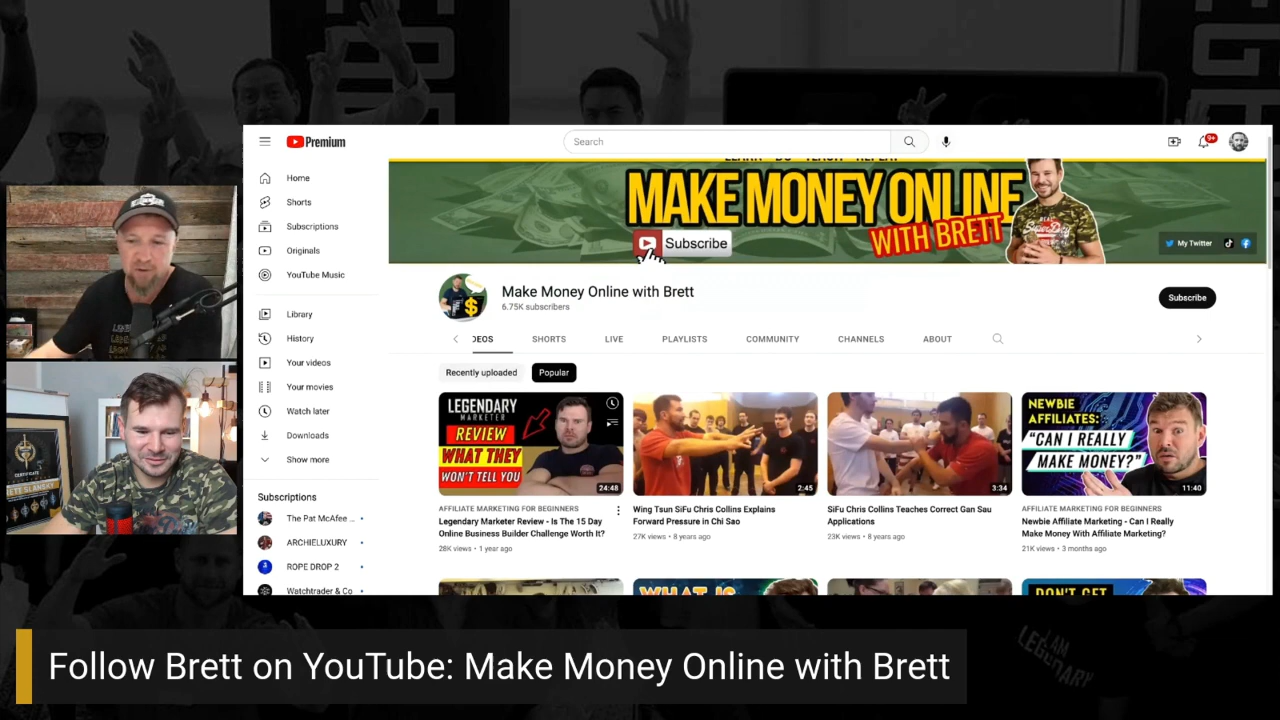 Premium
Search
9+
Home
Shorts
Subscriptions
Originals
YouTube Music
Library
History
Your videos
Your movies
Watch later
Downloads
Show more
Subscriptions
The Pat McAfee ...
ARCHIELUXURY
ROPE DROP 2
Watchtrader & Co
LEARN - DO - TEACH - REPEAT
MAKE MONEY ONLINE
WITH BRETT
Subscribe
My Twitter
Make Money Online with Brett
6.75K subscribers
Subscribe
DEOS
SHORTS
LIVE
PLAYLISTS
COMMUNITY
CHANNELS
ABOUT
Recently uploaded
Popular
LEGENDARY
MARKETER
REVIEW
WHAT THEY
WON'T TELL YOU
24:48
AFFILIATE MARKETING FOR BEGINNERS
Legendary Marketer Review - Is The 15 Day
Online Business Builder Challenge Worth It?
28K views • 1 year ago
2:45
Wing Tsun SiFu Chris Collins Explains
Forward Pressure in Chi Sao
27K views • 8 years ago
3:34
SiFu Chris Collins Teaches Correct Gan Sau
Applications
23K views • 8 years ago
NEWBIE
AFFILIATES:
"CAN I REALLY
MAKE MONEY?"
11:40
AFFILIATE MARKETING FOR BEGINNERS
Newbie Affiliate Marketing - Can I Really
Make Money With Affiliate Marketing?
21K views • 3 months ago
WHAT IS
DON'T GET
I AM
LEGENDARY
Follow Brett on YouTube: Make Money Online with Brett